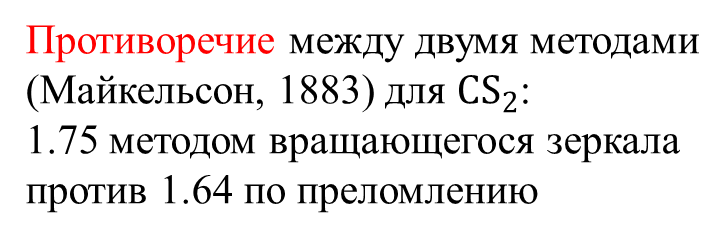 Противоречие между двумя методами
(Майкельсон, 1883) для CS₂:
1.75 методом вращающегося зеркала
против 1.64 по преломлению